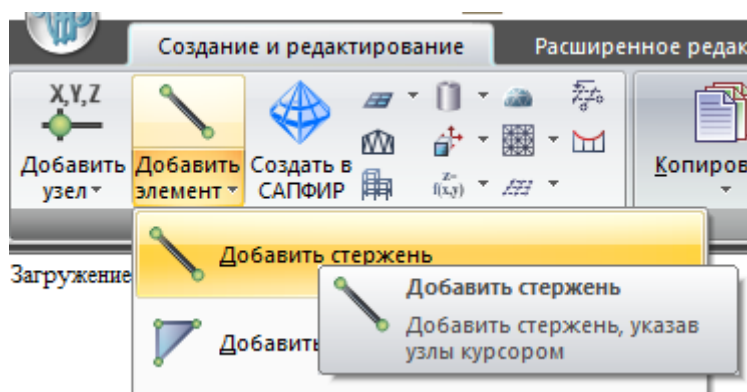 Создание и редактирование
Расширенное редак
X,Y,Z
Добавить узел
Добавить элемент
Создать в САПФИР
z=
f(x,y)
Копиров
Загружение
Добавить стержень
Добавить стержень
Добавить стержень, указав
узлы курсором
Добавить